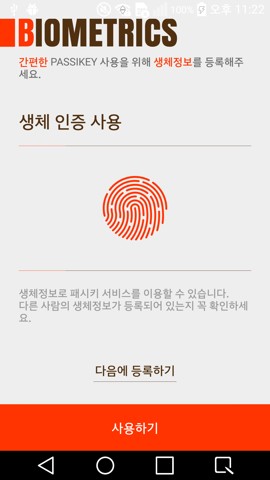 100% 오후 11:22
BIOMETRICS
간편한 PASSIKEY 사용을 위해 생체정보를 등록해주
세요.
생체 인증 사용
생체정보로 패시키 서비스를 이용할 수 있습니다.
다른 사람의 생체정보가 등록되어 있는지 꼭 확인하세
요.
다음에 등록하기
사용하기